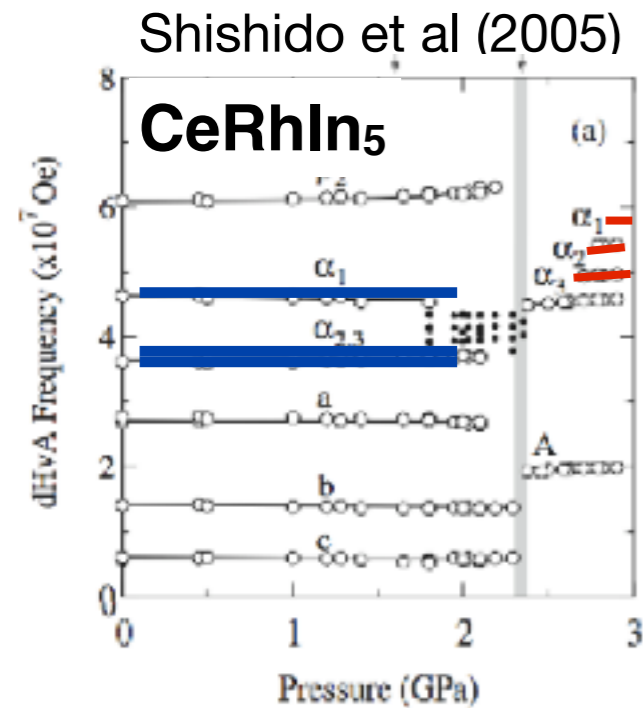 Shishido et al (2005)
CeRhIn₅
(a)
dHvA Frequency (x10⁷ Oe)
8
6
4
2
0
α₁
α₂,₃
a
b
c
α₁
α₂
α₃
A
0
1
2
3
Pressure (GPa)